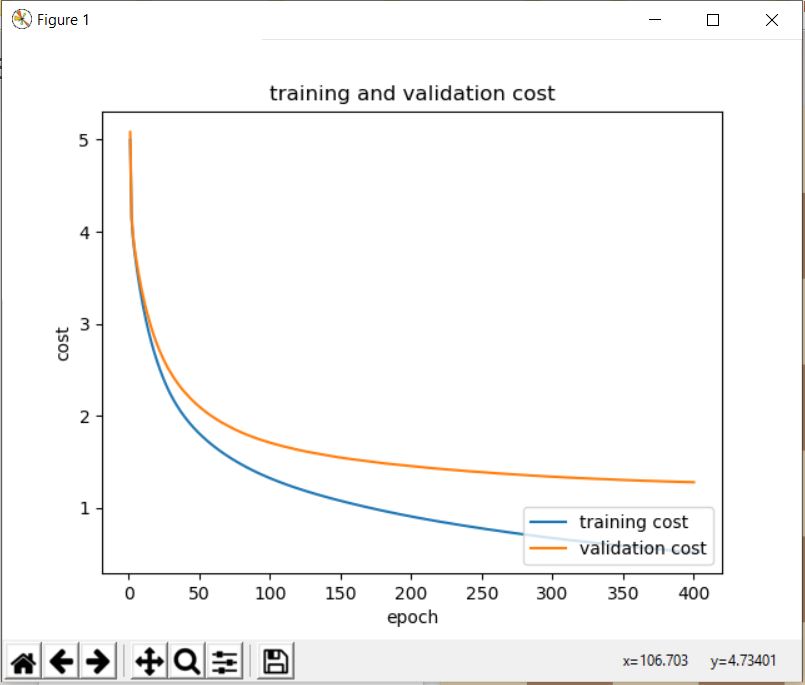 Figure 1
training and validation cost
5
4
3
2
1
cost
training cost
validation cost
0 50 100 150 200 250 300 350 400
epoch
x=106.703 y=4.73401